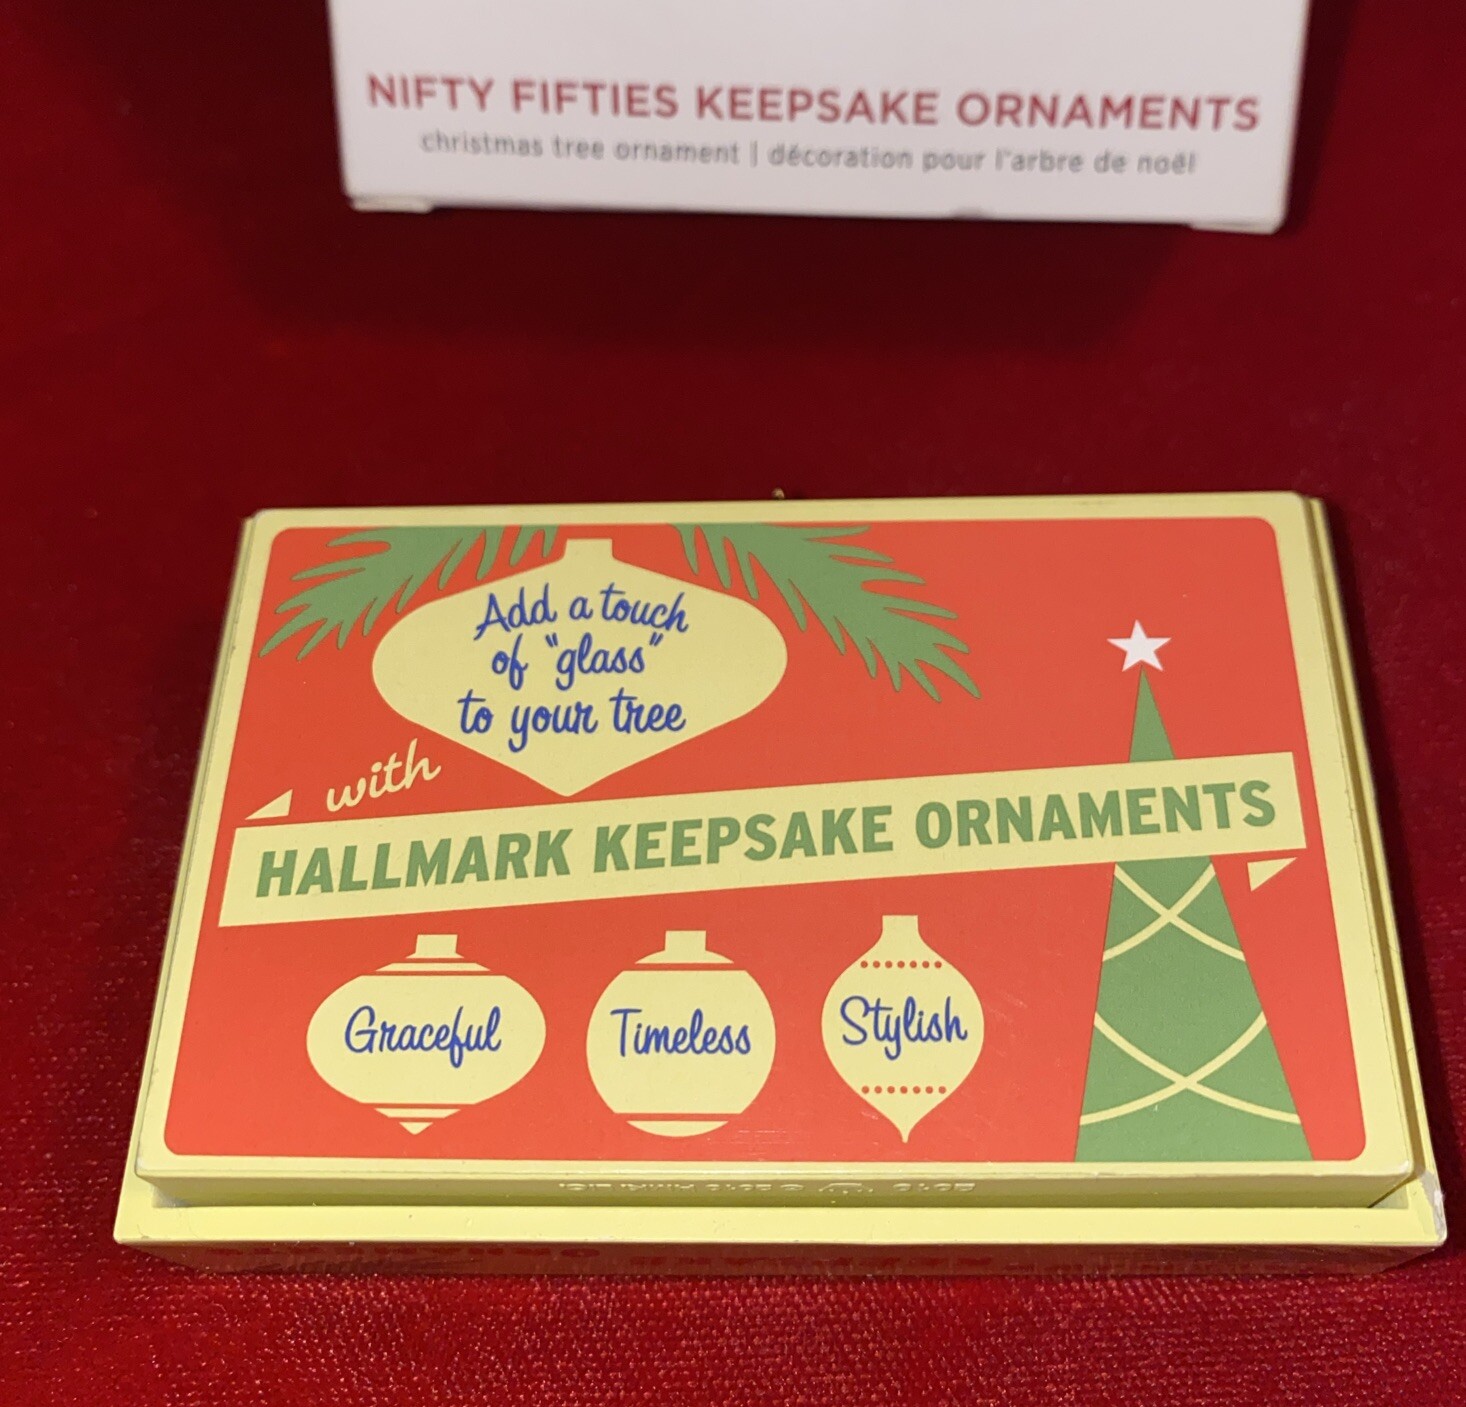 NIFTY FIFTIES KEEPSAKE ORNAMENTS
christmas tree ornament | décoration pour l'arbre de noël
Add a touch
of "glass"
to your tree
with
HALLMARK KEEPSAKE ORNAMENTS
Graceful
Timeless
Stylish